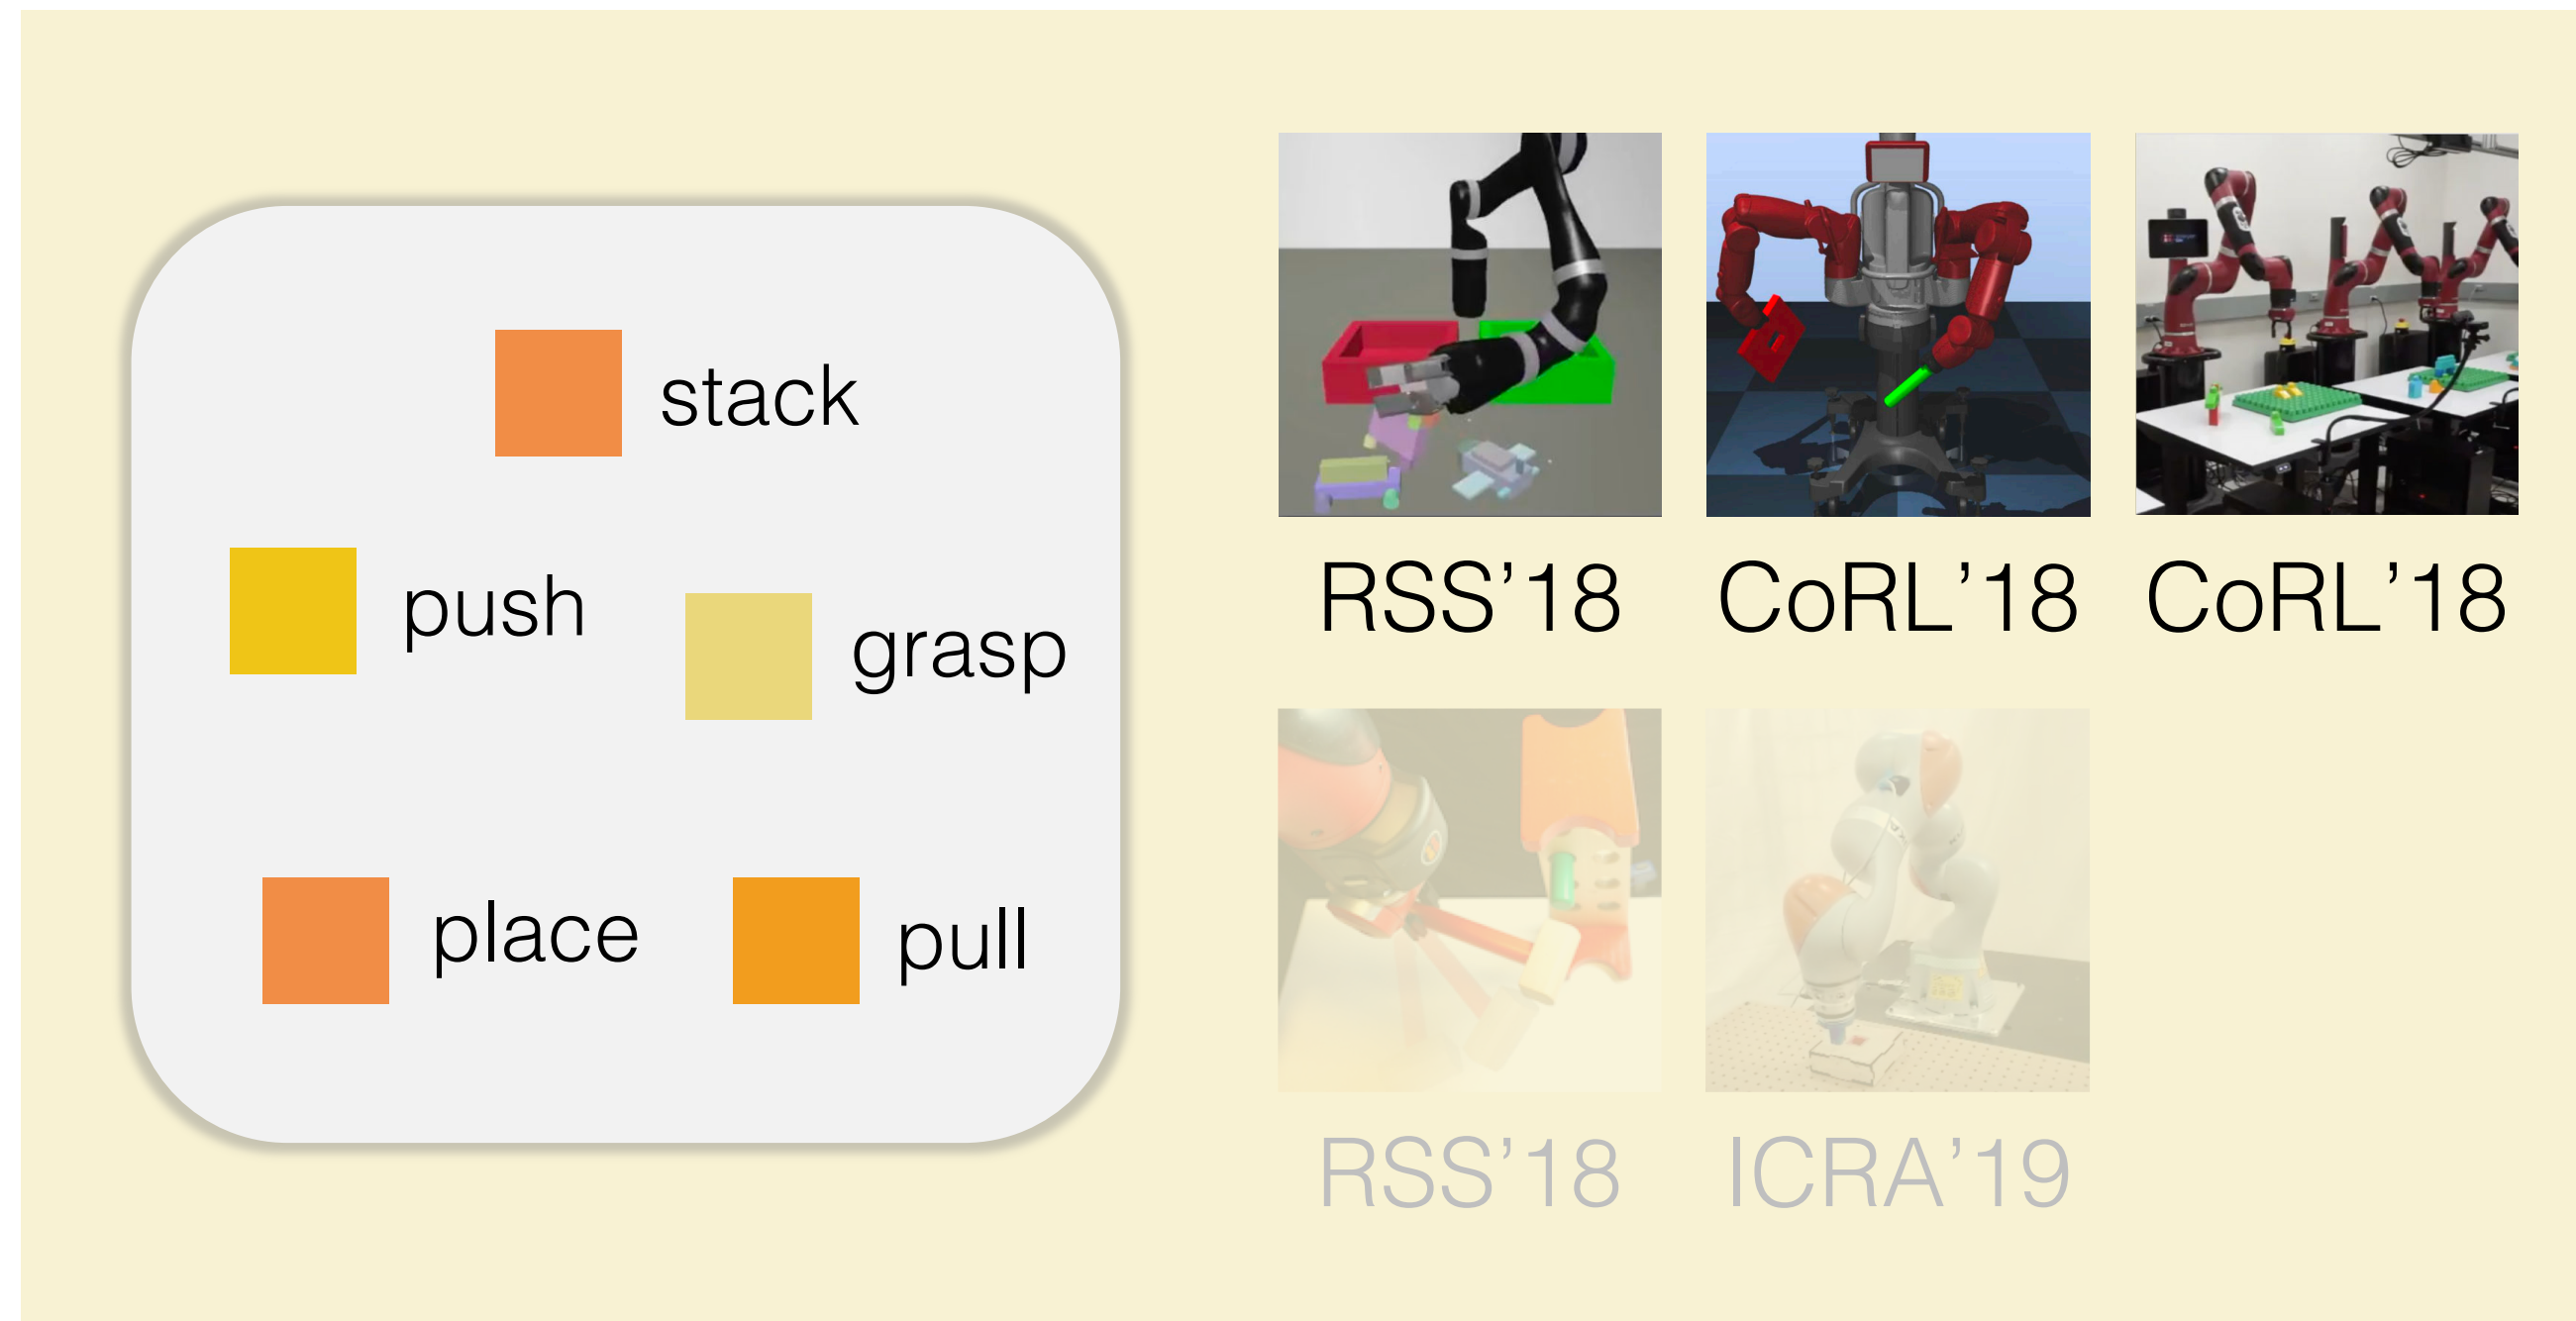 stack
push
grasp
place
pull
RSS’18
CoRL’18
CoRL’18
RSS’18
ICRA’19